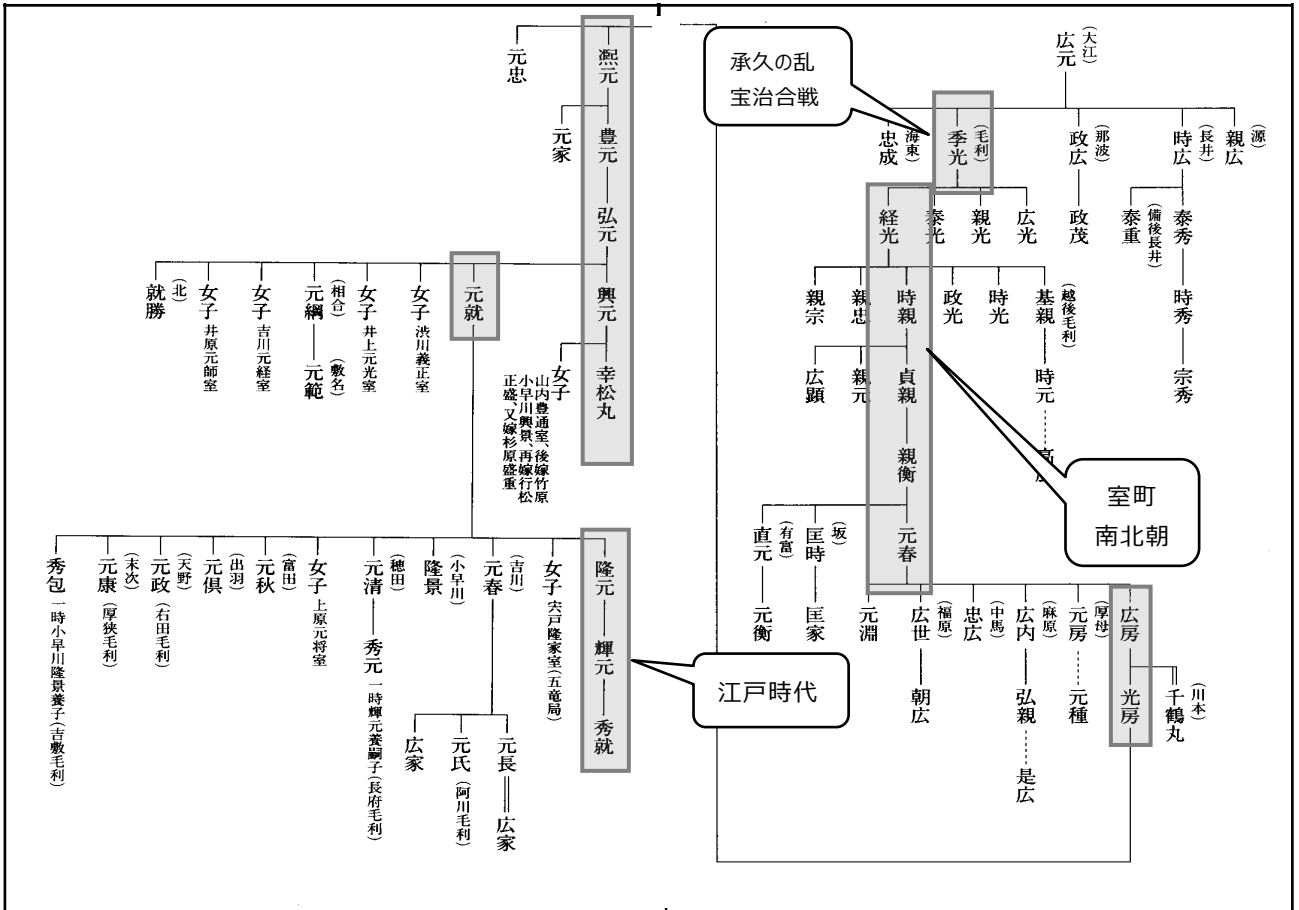 承久の乱
宝治合戦
(大江)
広元
(源)
親広
(長井)
時広
(那波)
政広
(毛利)
季光
(海東)
忠成
泰秀
(備後長井)
泰重
政茂
広光
親光
泰光
経光
時秀
(越後毛利)
基親
時光
政光
時親
親忠
親宗
宗秀
時元
貞親
親元
広顕
親衡
室町
南北朝
元春
(坂)
匡時
(有富)
直元
匡家
元衡
広房
(厚母)
元房
(麻原)
広内
(中馬)
忠広
(福原)
広世
元淵
(川本)
千鶴丸
光房
元種
弘親
朝広
是広
凞元
元忠
豊元
元家
弘元
興元
元就
女子 渋川義正室
女子 井上元光室
(相合)
元綱
(敷名)
元範
女子 吉川元経室
女子 井原元師室
(北)
就勝
幸松丸
女子
山内豊通室、後嫁竹原
小早川興景、再嫁行松
正盛、又嫁杉原盛重
隆元
女子 宍戸隆家室(五竜局)
(吉川)
元春
(小早川)
隆景
(穂田)
元清
女子 上原元将室
(富田)
元秋
(出羽)
元倶
(天野)
元政 (右田毛利)
(末次)
元康 (厚狭毛利)
秀包 一時小早川隆景養子(吉敷毛利)
輝元
秀就
秀元 一時輝元養嗣子(長府毛利)
元長
元氏 (阿川毛利)
広家
広家
江戸時代